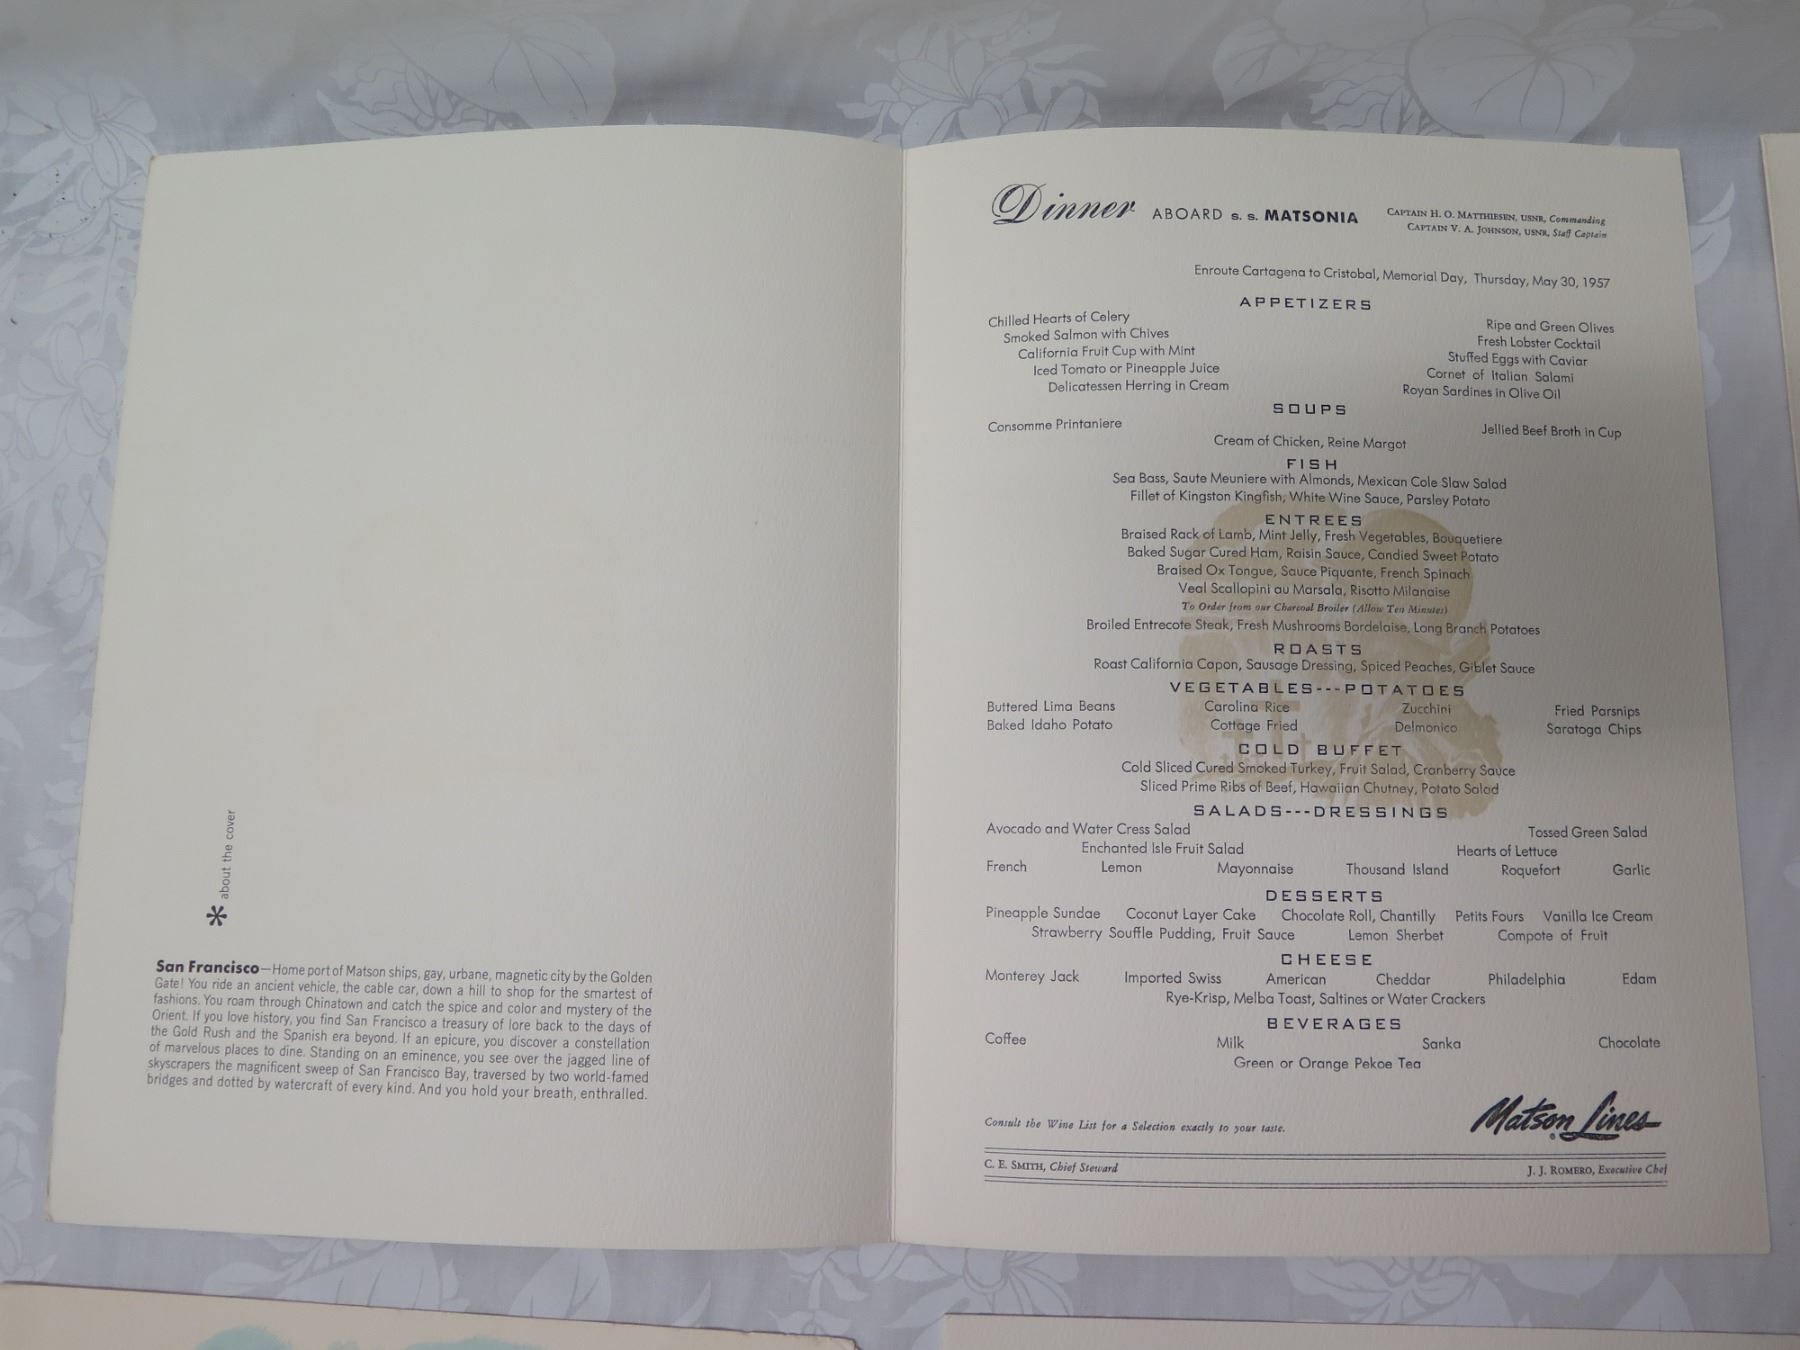 * about the cover
San Francisco—Home port of Matson ships, gay, urbane, magnetic city by the Golden
Gate! You ride an ancient vehicle, the cable car, down a hill to shop for the smartest of
fashions. You roam through Chinatown and catch the spice and color and mystery of the
Orient. If you love history, you find San Francisco a treasury of lore back to the days of
the Gold Rush and the Spanish era beyond. If an epicure, you discover a constellation
of marvelous places to dine. Standing on an eminence, you see over the jagged line of
skyscrapers the magnificent sweep of San Francisco Bay, traversed by two world-famed
bridges and dotted by watercraft of every kind. And you hold your breath, enthralled.
Dinner ABOARD s. s. MATSONIA
CAPTAIN H. O. MATTHIESEN, USNR, Commanding
CAPTAIN V. A. JOHNSON, USNR, Staff Captain
Enroute Cartagena to Cristobal, Memorial Day, Thursday, May 30, 1957
APPETIZERS
Chilled Hearts of Celery Ripe and Green Olives
Smoked Salmon with Chives Fresh Lobster Cocktail
California Fruit Cup with Mint Stuffed Eggs with Caviar
Iced Tomato or Pineapple Juice Cornet of Italian Salami
Delicatessen Herring in Cream Royan Sardines in Olive Oil
SOUPS
Consomme Printaniere Jellied Beef Broth in Cup
Cream of Chicken, Reine Margot
FISH
Sea Bass, Saute Meuniere with Almonds, Mexican Cole Slaw Salad
Fillet of Kingston Kingfish, White Wine Sauce, Parsley Potato
ENTREES
Braised Rack of Lamb, Mint Jelly, Fresh Vegetables, Bouquetiere
Baked Sugar Cured Ham, Raisin Sauce, Candied Sweet Potato
Braised Ox Tongue, Sauce Piquante, French Spinach
Veal Scallopini au Marsala, Risotto Milanaise
To Order from our Charcoal Broiler (Allow Ten Minutes)
Broiled Entrecote Steak, Fresh Mushrooms Bordelaise, Long Branch Potatoes
ROASTS
Roast California Capon, Sausage Dressing, Spiced Peaches, Giblet Sauce
VEGETABLES---POTATOES
Buttered Lima Beans Carolina Rice Zucchini Fried Parsnips
Baked Idaho Potato Cottage Fried Delmonico Saratoga Chips
COLD BUFFET
Cold Sliced Cured Smoked Turkey, Fruit Salad, Cranberry Sauce
Sliced Prime Ribs of Beef, Hawaiian Chutney, Potato Salad
SALADS---DRESSINGS
Avocado and Water Cress Salad Tossed Green Salad
Enchanted Isle Fruit Salad Hearts of Lettuce
French Lemon Mayonnaise Thousand Island Roquefort Garlic
DESSERTS
Pineapple Sundae Coconut Layer Cake Chocolate Roll, Chantilly Petits Fours Vanilla Ice Cream
Strawberry Souffle Pudding, Fruit Sauce Lemon Sherbet Compote of Fruit
CHEESE
Monterey Jack Imported Swiss American Cheddar Philadelphia Edam
Rye-Krisp, Melba Toast, Saltines or Water Crackers
BEVERAGES
Coffee Milk Sanka Chocolate
Green or Orange Pekoe Tea
Consult the Wine List for a Selection exactly to your taste.
Matson Lines
C. E. SMITH, Chief Steward J. J. ROMERO, Executive Chef